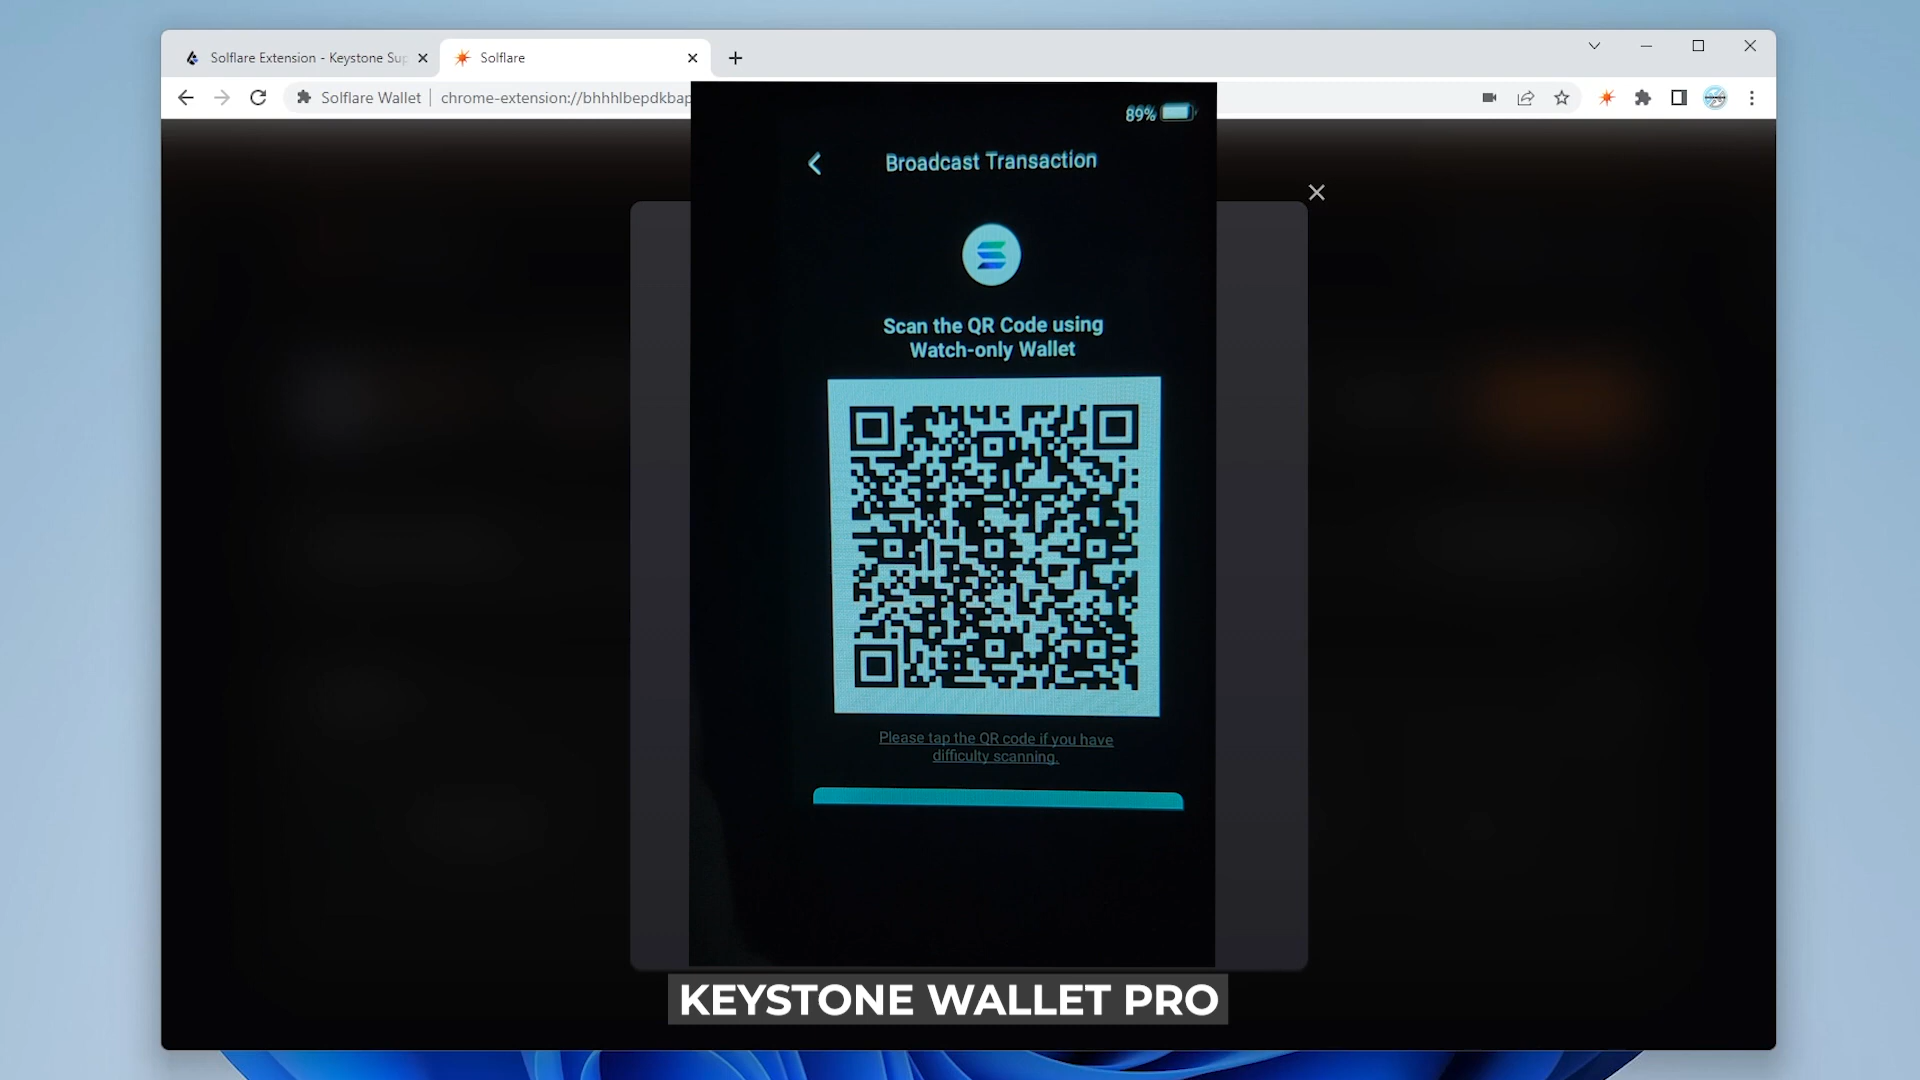 Solflare Extension - Keystone Sup
Solflare
Solflare Wallet
chrome-extension://bhhhlbepdkbap
89%
Broadcast Transaction
Scan the QR Code using
Watch-only Wallet
Please tap the QR code if you have
difficulty scanning.
KEYSTONE WALLET PRO